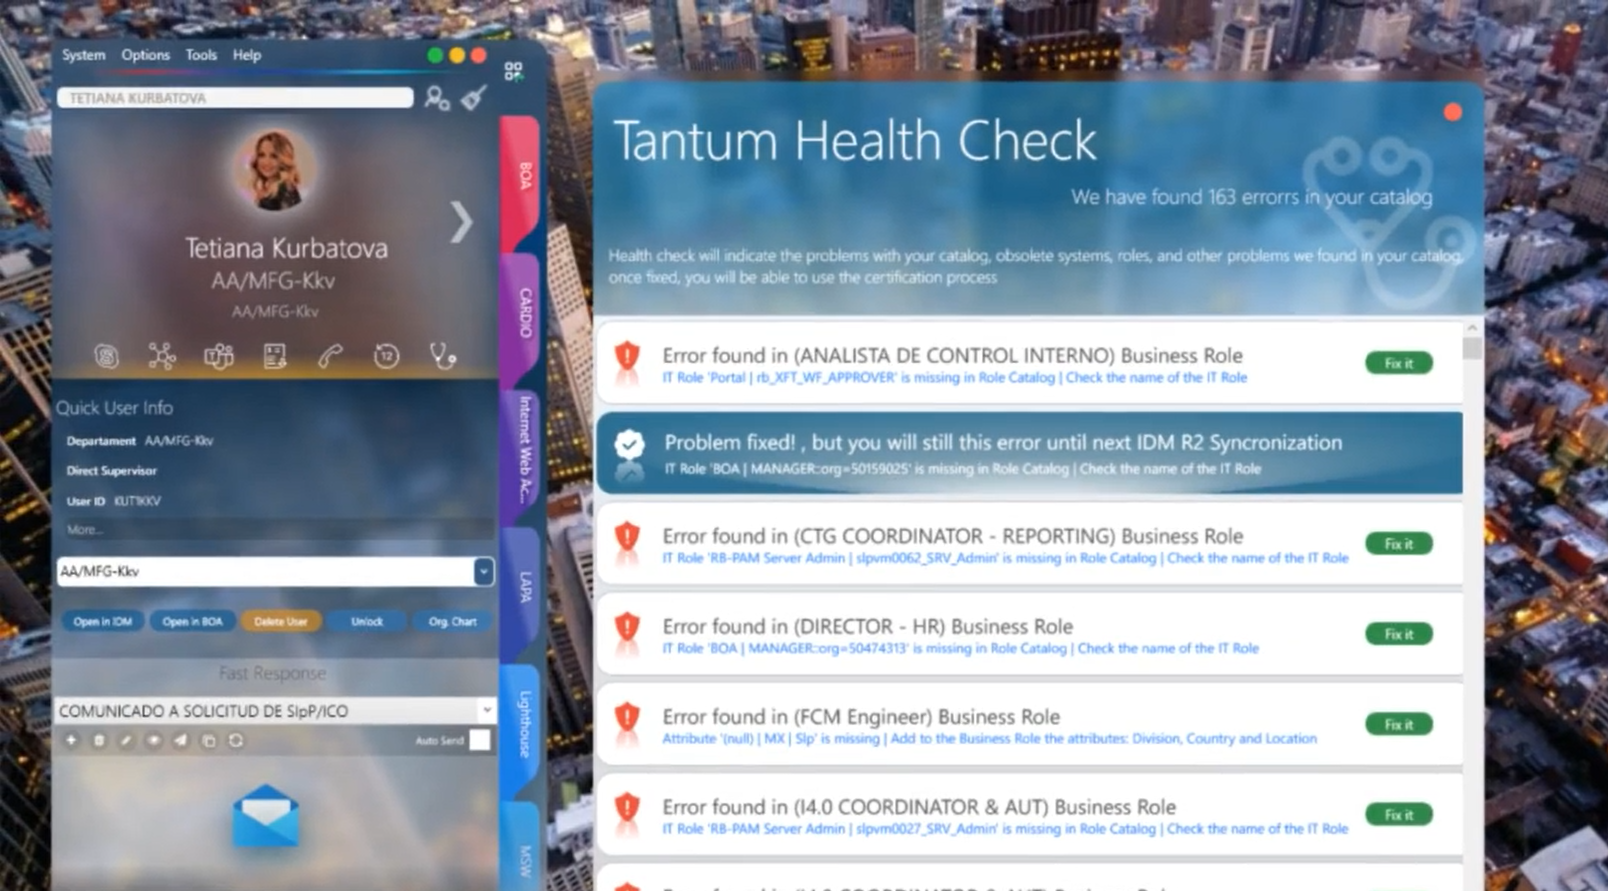 System Options Tools Help
TETIANA KURBATOVA
Tetiana Kurbatova
AA/MFG-Kkv
AA/MFG-Kkv
12
Quick User Info
Departament AA/MFG-Kkv
Direct Supervisor
User ID KUT1KKV
More...
AA/MFG-Kkv
Open in IDM Open in BOA Delete User Unlock Org. Chart
Fast Response
COMUNICADO A SOLICITUD DE SlpP/ICO
Auto Send
BOA
CARDIO
Internet Web Ac...
LAPA
Lighthouse
MSW
Tantum Health Check
We have found 163 errorrs in your catalog
Health check will indicate the problems with your catalog, obsolete systems, roles, and other problems we found in your catalog,
once fixed, you will be able to use the certification process
Error found in (ANALISTA DE CONTROL INTERNO) Business Role
IT Role 'Portal | rb_XFT_WF_APPROVER' is missing in Role Catalog | Check the name of the IT Role
Fix it
Problem fixed! , but you will still this error until next IDM R2 Syncronization
IT Role 'BOA | MANAGER::org=50159025' is missing in Role Catalog | Check the name of the IT Role
Error found in (CTG COORDINATOR - REPORTING) Business Role
IT Role 'RB-PAM Server Admin | slpvm0062_SRV_Admin' is missing in Role Catalog | Check the name of the IT Role
Fix it
Error found in (DIRECTOR - HR) Business Role
IT Role 'BOA | MANAGER::org=50474313' is missing in Role Catalog | Check the name of the IT Role
Fix it
Error found in (FCM Engineer) Business Role
Attribute '(null) | MX | Slp' is missing | Add to the Business Role the attributes: Division, Country and Location
Fix it
Error found in (I4.0 COORDINATOR & AUT) Business Role
IT Role 'RB-PAM Server Admin | slpvm0027_SRV_Admin' is missing in Role Catalog | Check the name of the IT Role
Fix it